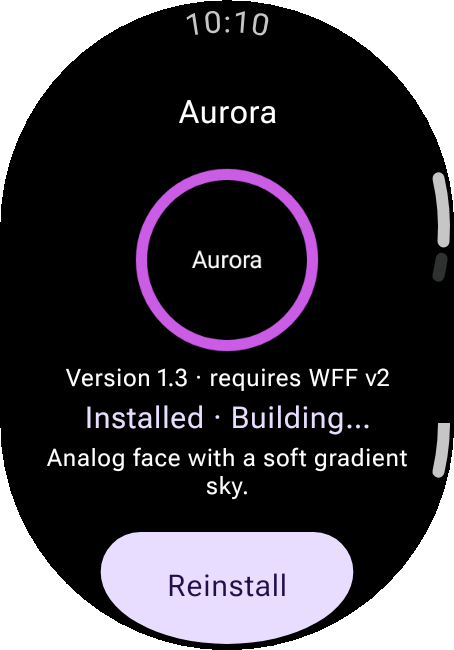 10:10
Aurora
Aurora
Version 1.3 · requires WFF v2
Installed · Building…
Analog face with a soft gradient
sky.
Reinstall